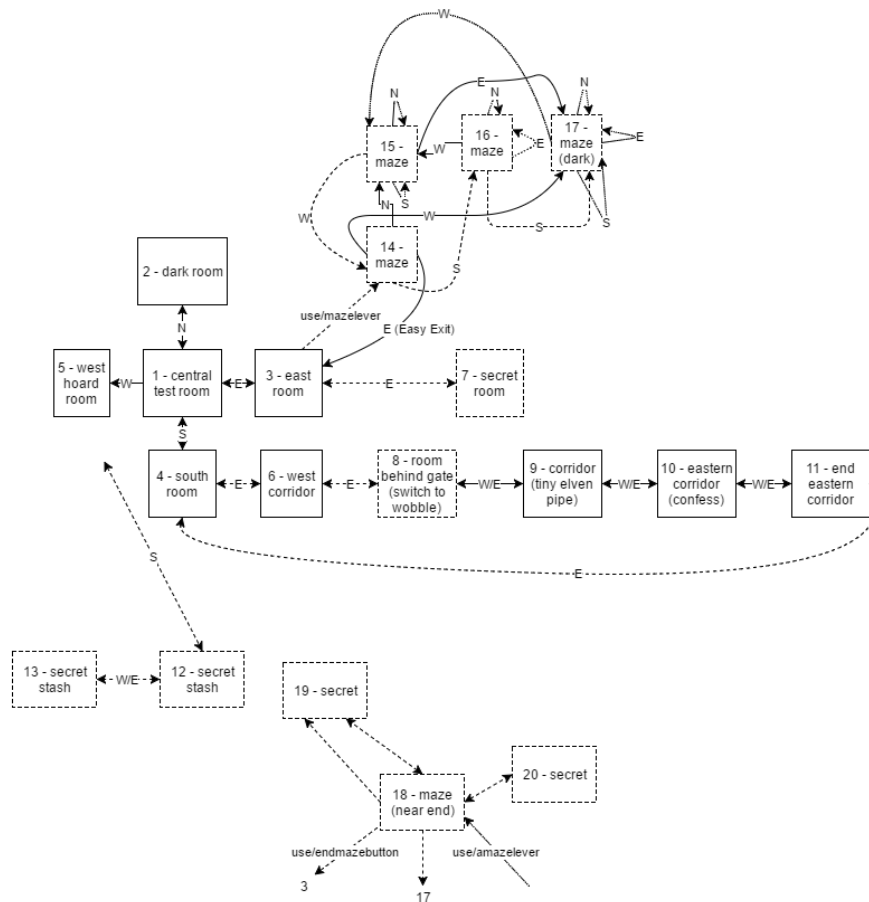 W
E
N
N
N
15 -
maze
16 -
maze
17 -
maze
(dark)
W
E
E
S
N
W
W
S
S
14 -
maze
S
2 - dark room
use/mazelever
E (Easy Exit)
N
5 - west
hoard
room
W
1 - central
test room
E
3 - east
room
E
7 - secret
room
S
4 - south
room
E
6 - west
corridor
E
8 - room
behind gate
(switch to
wobble)
W/E
9 - corridor
(tiny elven
pipe)
W/E
10 - eastern
corridor
(confess)
W/E
11 - end
eastern
corridor
S
E
13 - secret
stash
W/E
12 - secret
stash
19 - secret
20 - secret
18 - maze
(near end)
use/endmazebutton
use/amazelever
3
17